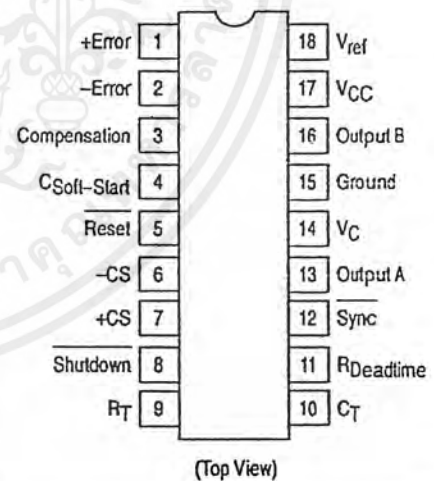 +Error 1
–Error 2
Compensation 3
CSoft–Start 4
Reset 5
–CS 6
+CS 7
Shutdown 8
RT 9
18 Vref
17 VCC
16 Output B
15 Ground
14 VC
13 Output A
12 Sync
11 RDeadtime
10 CT
(Top View)